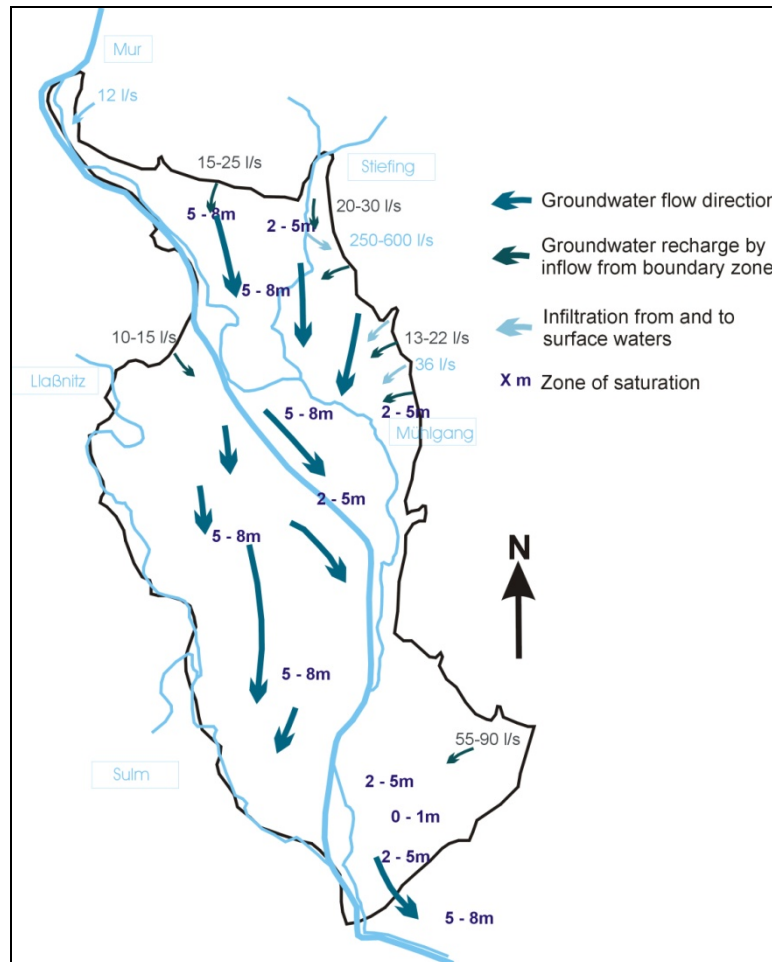 Mur
12 l/s
15-25 l/s
Stiefing
20-30 l/s
5 - 8m
2 - 5m
250-600 l/s
5 - 8m
10-15 l/s
13-22 l/s
36 l/s
Llaßnitz
5 - 8m
2 - 5m
Mühlgang
2 - 5m
5 - 8m
5 - 8m
55-90 l/s
Sulm
2 - 5m
0 - 1m
2 - 5m
5 - 8m
Groundwater flow direction
Groundwater recharge by
inflow from boundary zone
Infiltration from and to
surface waters
X m Zone of saturation
N